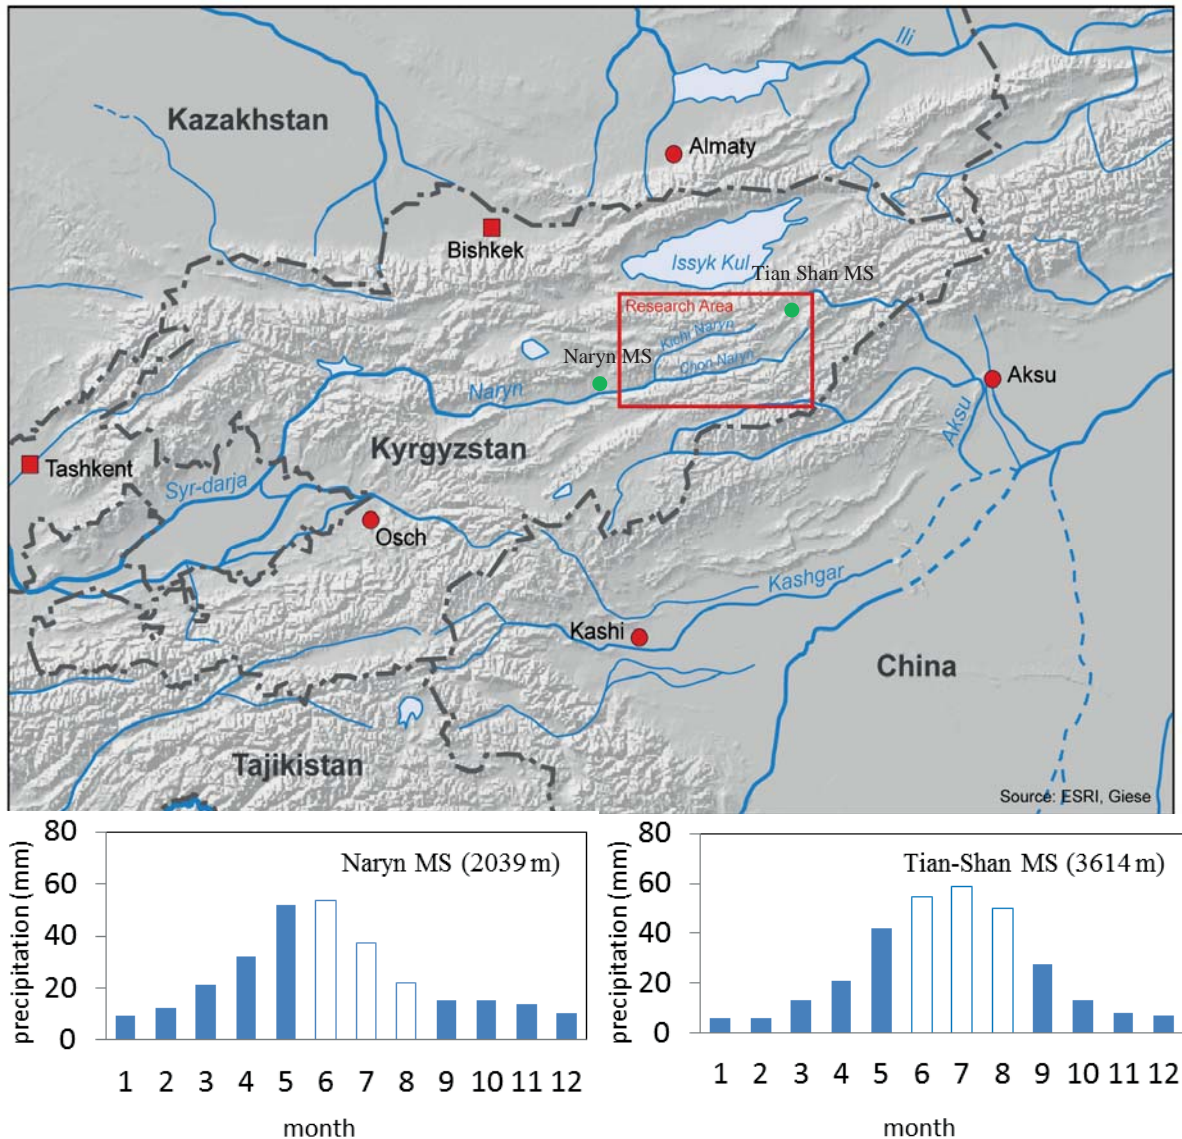 Ili
Kazakhstan
Almaty
Bishkek
Issyk Kul
Tian Shan MS
Research Area
Kichi Naryn
Naryn MS
Chon Naryn
Naryn
Aksu
Aksu
Kyrgyzstan
Tashkent
Syr-darja
Osch
Kashgar
Kashi
China
Tajikistan
Source: ESRI, Giese
Naryn MS (2039 m)
precipitation (mm)
80
60
40
20
0
1 2 3 4 5 6 7 8 9 10 11 12
month
Tian-Shan MS (3614 m)
precipitation (mm)
80
60
40
20
0
1 2 3 4 5 6 7 8 9 10 11 12
month